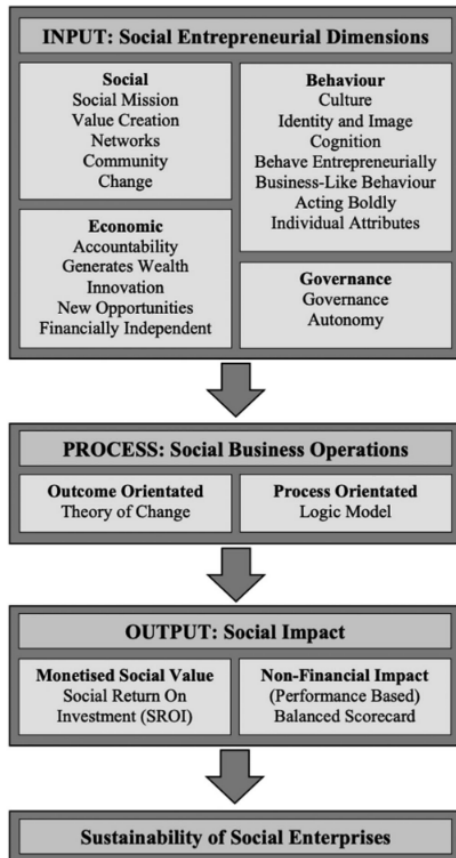 INPUT: Social Entrepreneurial Dimensions
Social
Social Mission
Value Creation
Networks
Community
Change
Economic
Accountability
Generates Wealth
Innovation
New Opportunities
Financially Independent
Behaviour
Culture
Identity and Image
Cognition
Behave Entrepreneurially
Business-Like Behaviour
Acting Boldly
Individual Attributes
Governance
Governance
Autonomy
PROCESS: Social Business Operations
Outcome Orientated
Theory of Change
Process Orientated
Logic Model
OUTPUT: Social Impact
Monetised Social Value
Social Return On
Investment (SROI)
Non-Financial Impact
(Performance Based)
Balanced Scorecard
Sustainability of Social Enterprises